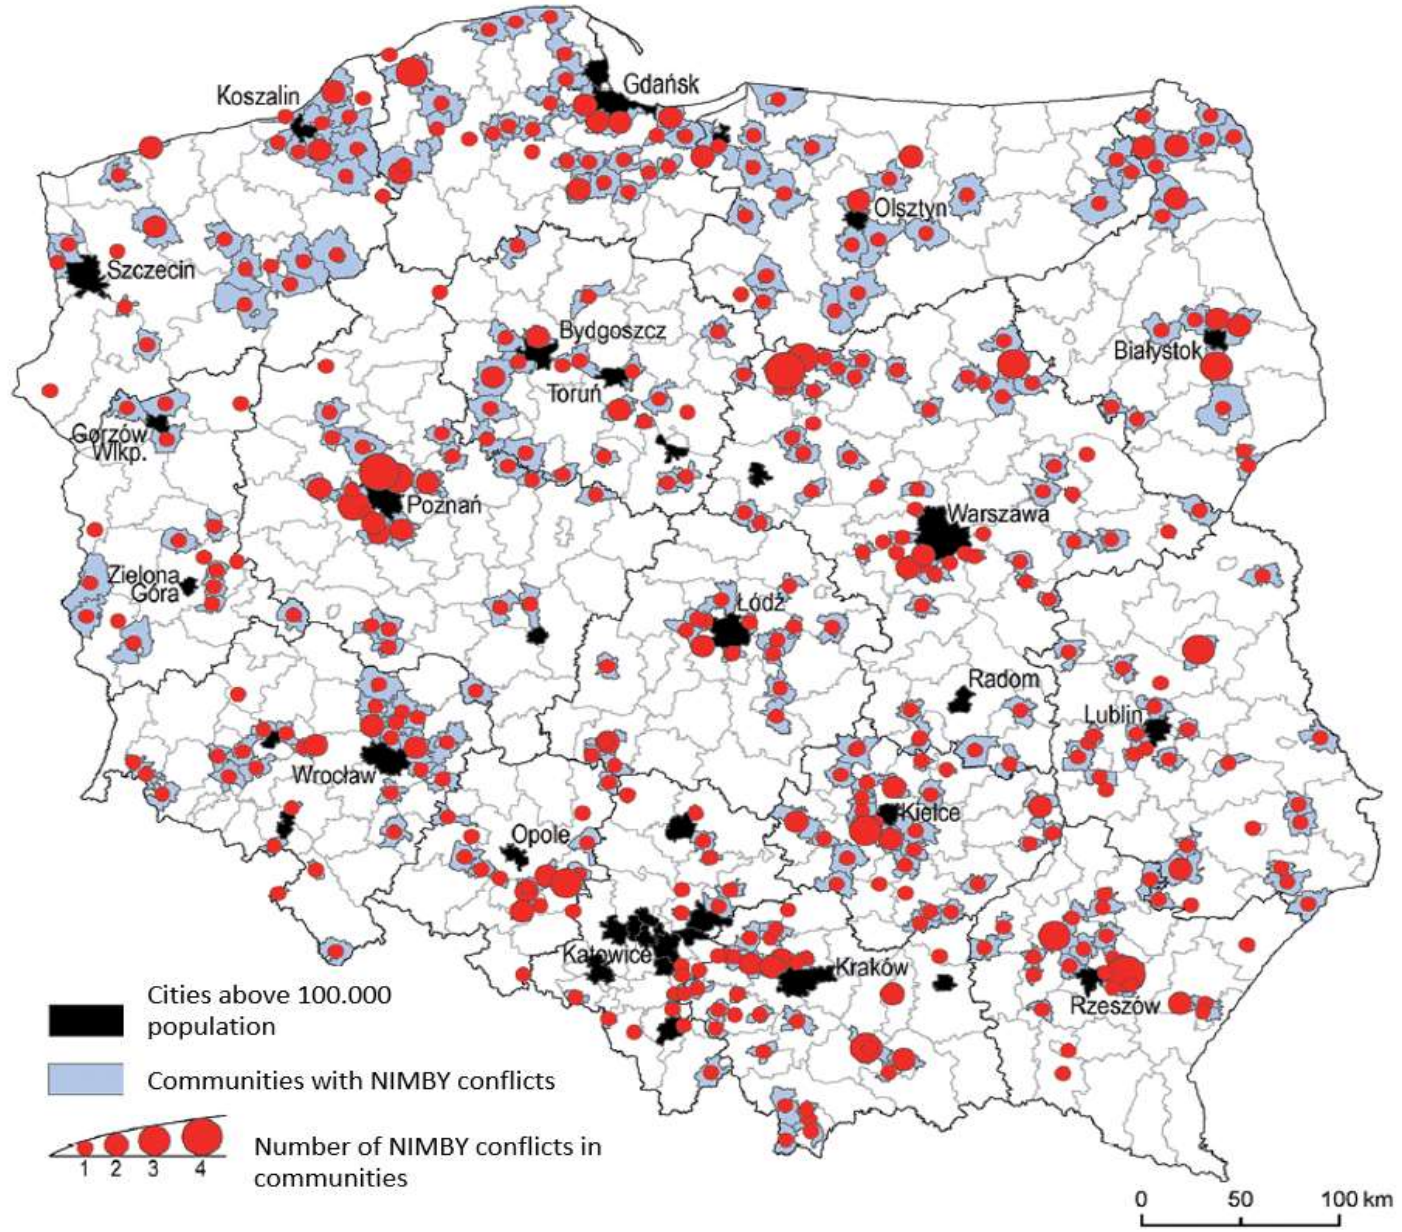 Koszalin
Gdańsk
Olsztyn
Szczecin
Bydgoszcz
Białystok
Toruń
Gorzów
Wlkp.
Poznań
Warszawa
Zielona
Góra
Łódź
Radom
Lublin
Wrocław
Kielce
Opole
Katowice
Kraków
Rzeszów
Cities above 100.000
population
Communities with NIMBY conflicts
Number of NIMBY conflicts in
communities
1 2 3 4
0 50 100 km